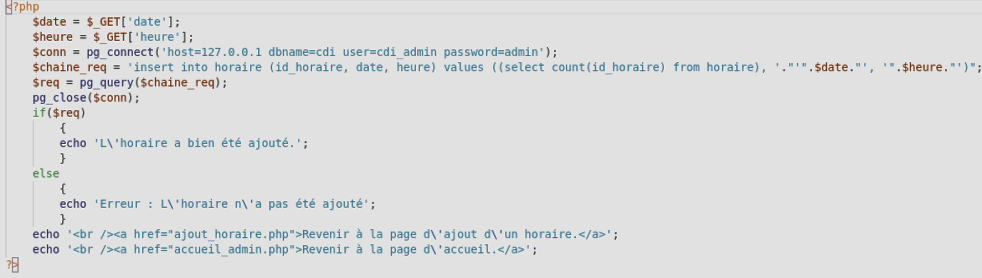 <?php
$date = $_GET['date'];
$heure = $_GET['heure'];
$conn = pg_connect('host=127.0.0.1 dbname=cdi user=cdi_admin password=admin');
$chaine_req = 'insert into horaire (id_horaire, date, heure) values ((select count(id_horaire) from horaire), '."'".$date."', '".$heure."')";
$req = pg_query($chaine_req);
pg_close($conn);
if($req)
{
echo 'L\'horaire a bien été ajouté.';
}
else
{
echo 'Erreur : L\'horaire n\'a pas été ajouté';
}
echo '<br /><a href="ajout_horaire.php">Revenir à la page d\'ajout d\'un horaire.</a>';
echo '<br /><a href="accueil_admin.php">Revenir à la page d\'accueil.</a>';
?>